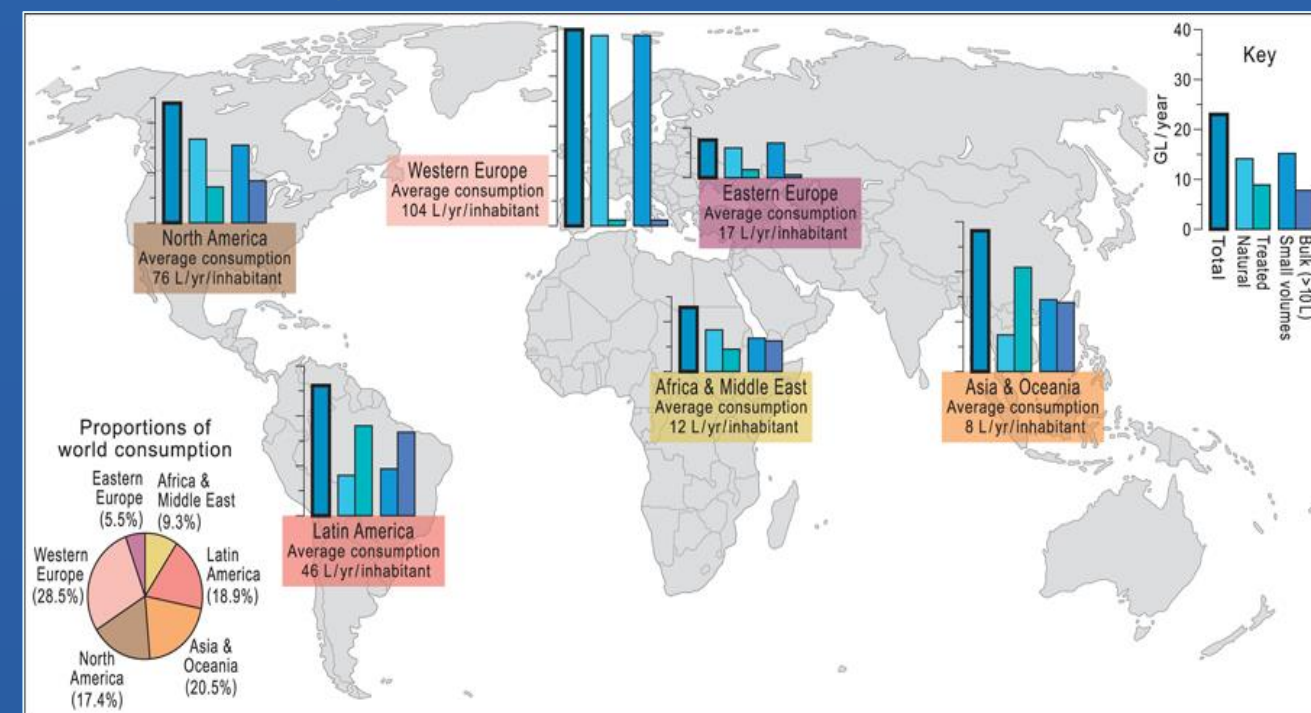 40
30
20
10
0
GL/year
Key
Total
Natural
Treated
Small volumes
Bulk (>10L)
Western Europe
Average consumption
104 L/yr/inhabitant
Eastern Europe
Average consumption
17 L/yr/inhabitant
North America
Average consumption
76 L/yr/inhabitant
Africa & Middle East
Average consumption
12 L/yr/inhabitant
Asia & Oceania
Average consumption
8 L/yr/inhabitant
Latin America
Average consumption
46 L/yr/inhabitant
Proportions of
world consumption
Eastern
Europe
(5.5%)
Africa &
Middle East
(9.3%)
Western
Europe
(28.5%)
Latin
America
(18.9%)
North
America
(17.4%)
Asia &
Oceania
(20.5%)